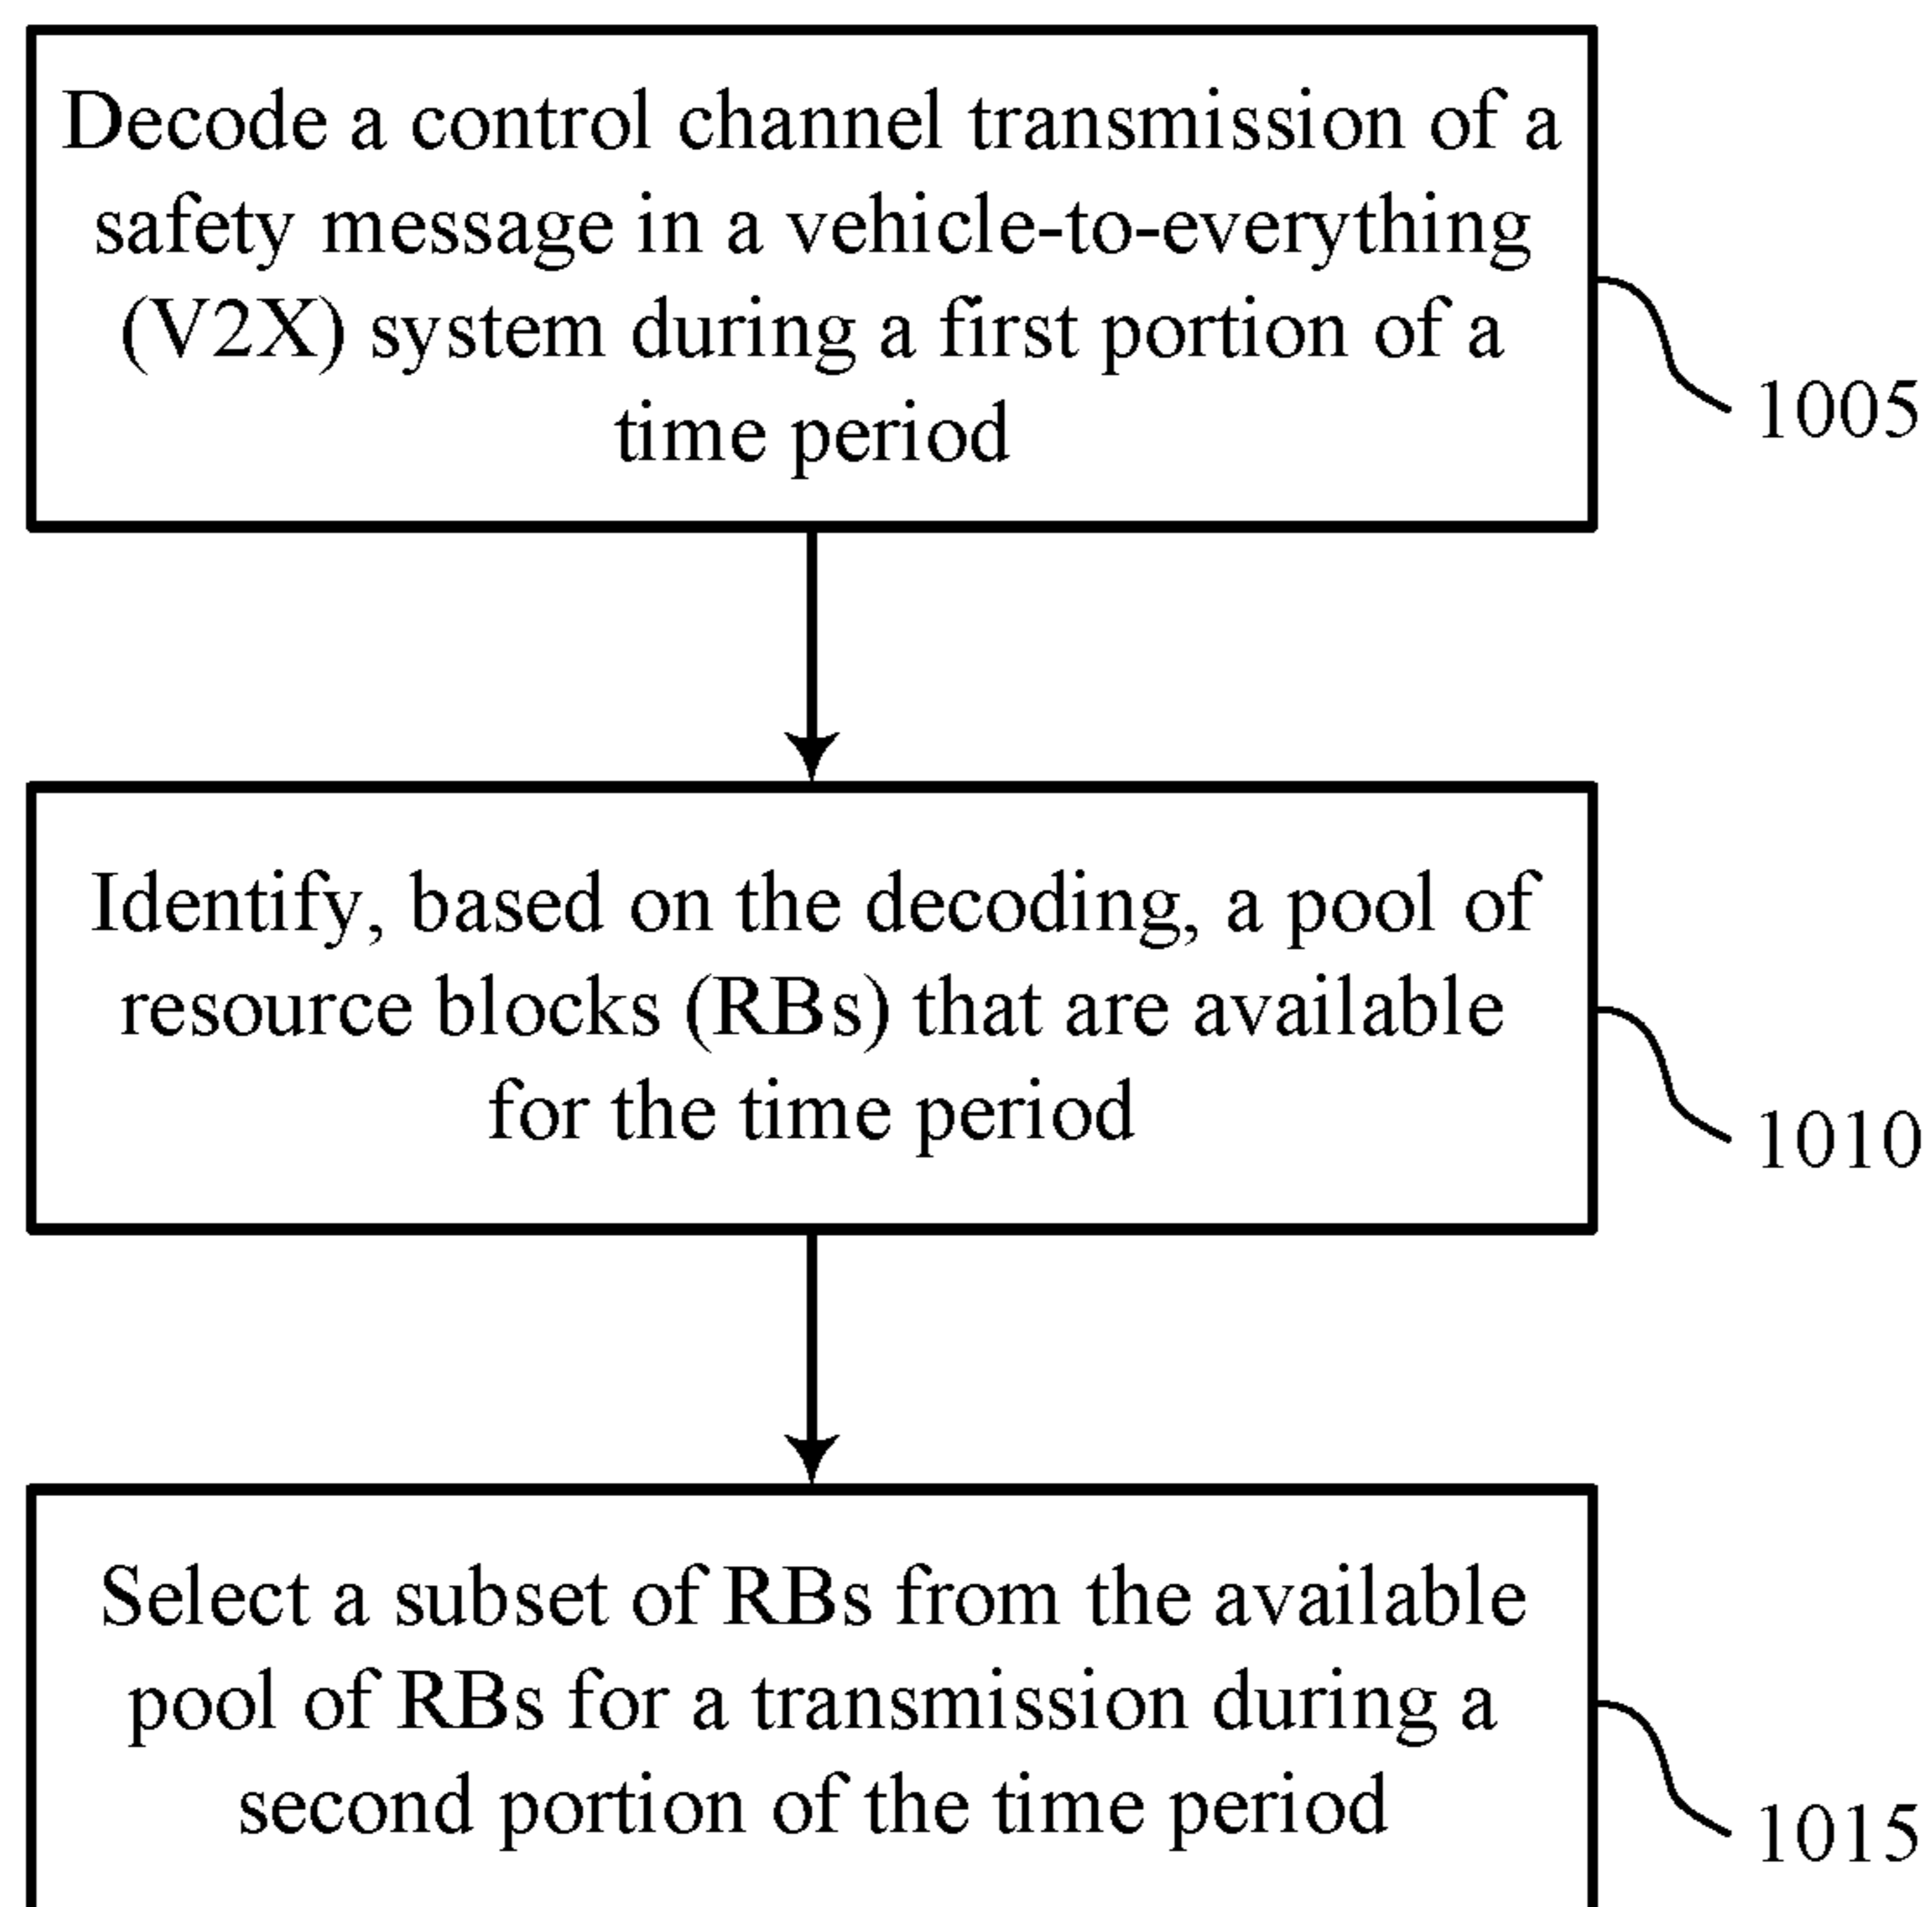 Decode a control channel transmission of a
safety message in a vehicle-to-everything
(V2X) system during a first portion of a
time period
1005
Identify, based on the decoding, a pool of
resource blocks (RBs) that are available
for the time period
1010
Select a subset of RBs from the available
pool of RBs for a transmission during a
second portion of the time period
1015